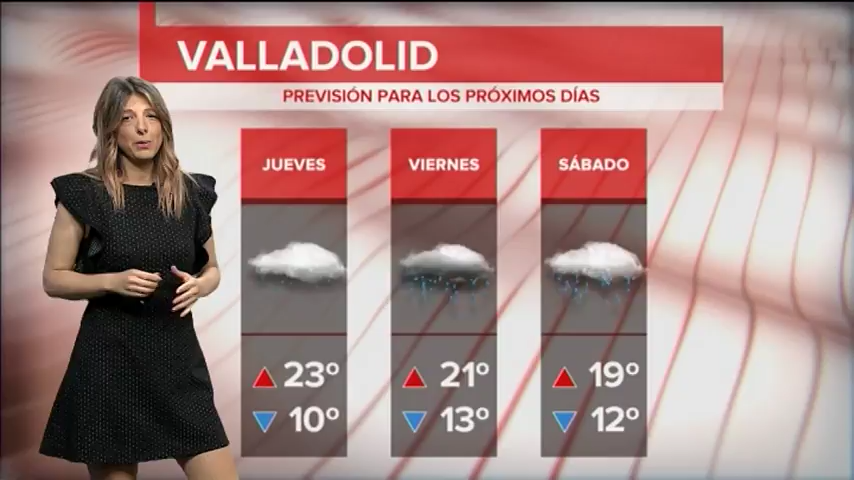 VALLADOLID
PREVISIÓN PARA LOS PRÓXIMOS DÍAS
JUEVES VIERNES SÁBADO
23º 21º 19º
10º 13º 12º